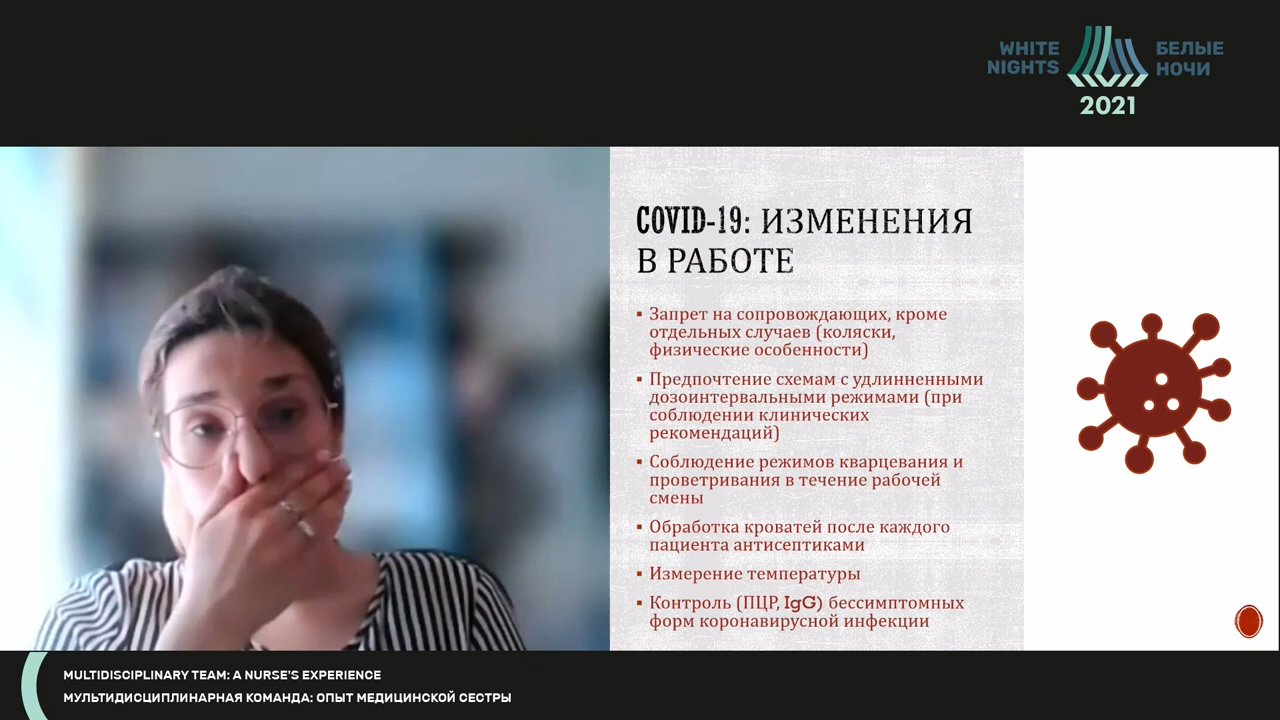 WHITE
NIGHTS
БЕЛЫЕ
НОЧИ
2021
COVID-19: ИЗМЕНЕНИЯ
В РАБОТЕ
▪ Запрет на сопровождающих, кроме
отдельных случаев (коляски,
физические особенности)
▪ Предпочтение схемам с удлинненными
дозоинтервальными режимами (при
соблюдении клинических
рекомендаций)
▪ Соблюдение режимов кварцевания и
проветривания в течение рабочей
смены
▪ Обработка кроватей после каждого
пациента антисептиками
▪ Измерение температуры
▪ Контроль (ПЦР, IgG) бессимптомных
форм коронавирусной инфекции
MULTIDISCIPLINARY TEAM: A NURSE'S EXPERIENCE
МУЛЬТИДИСЦИПЛИНАРНАЯ КОМАНДА: ОПЫТ МЕДИЦИНСКОЙ СЕСТРЫ